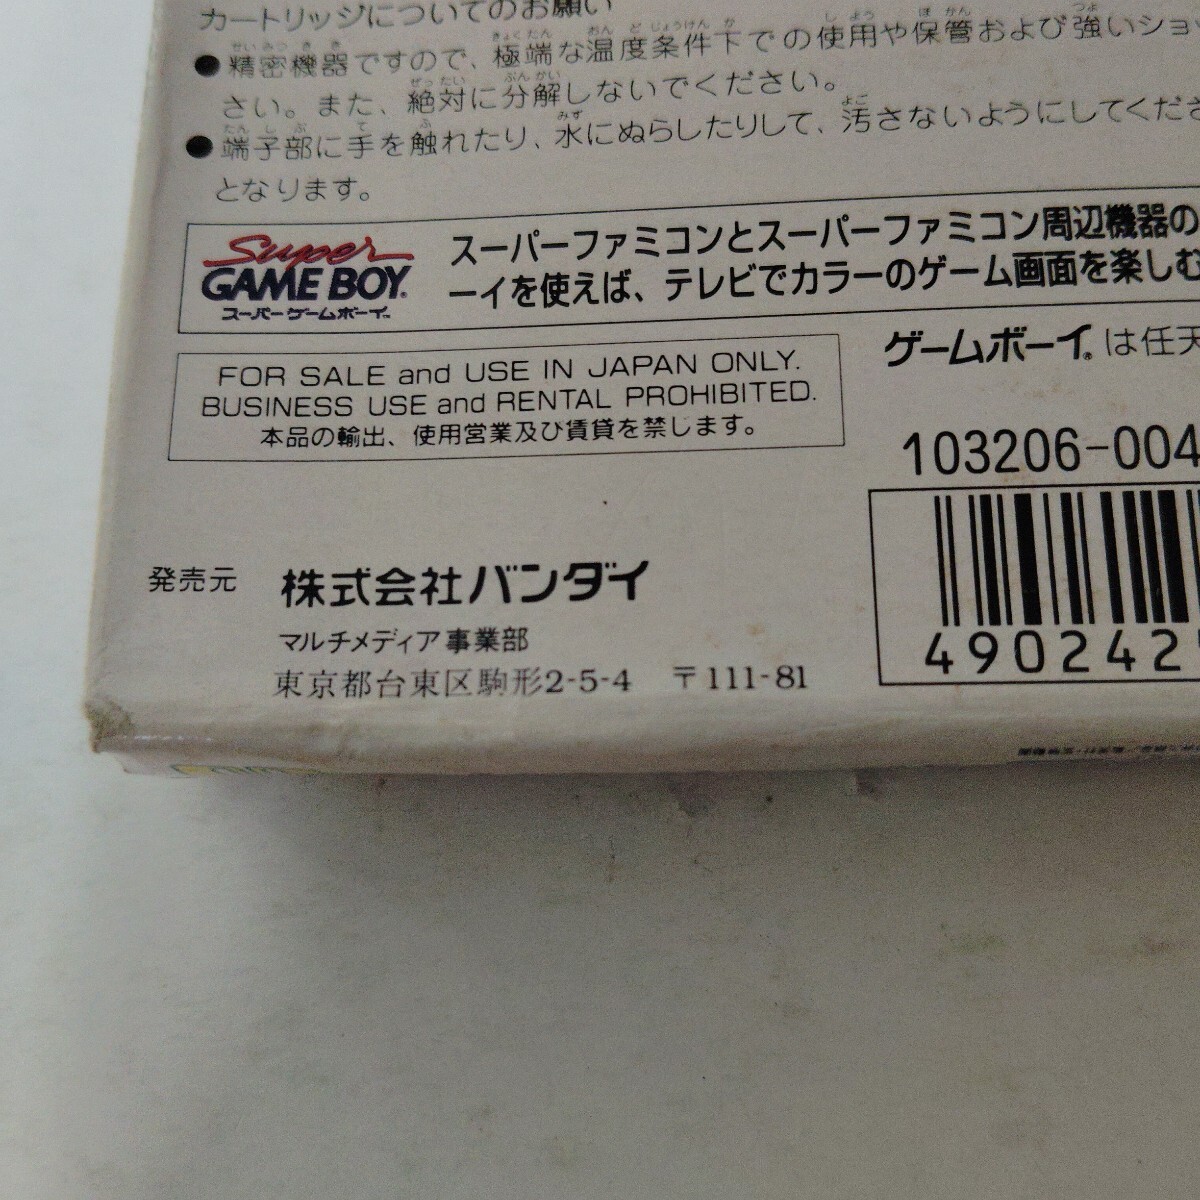 カートリッジについてのお願い
●精密機器ですので、極端な温度条件下での使用や保管および強いショ
さい。また、絶対に分解しないでください。
●端子部に手を触れたり、水にぬらしたりして、汚さないようにしてくださ
となります。
Super
GAME BOY®
スーパーゲームボーイ™
スーパーファミコンとスーパーファミコン周辺機器の
ーイを使えば、テレビでカラーのゲーム画面を楽しむ
FOR SALE and USE IN JAPAN ONLY.
BUSINESS USE and RENTAL PROHIBITED.
本品の輸出、使用営業及び賃貸を禁じます。
ゲームボーイ®は任天
103206-004
4902425
発売元 株式会社バンダイ
マルチメディア事業部
東京都台東区駒形2-5-4 〒111-81